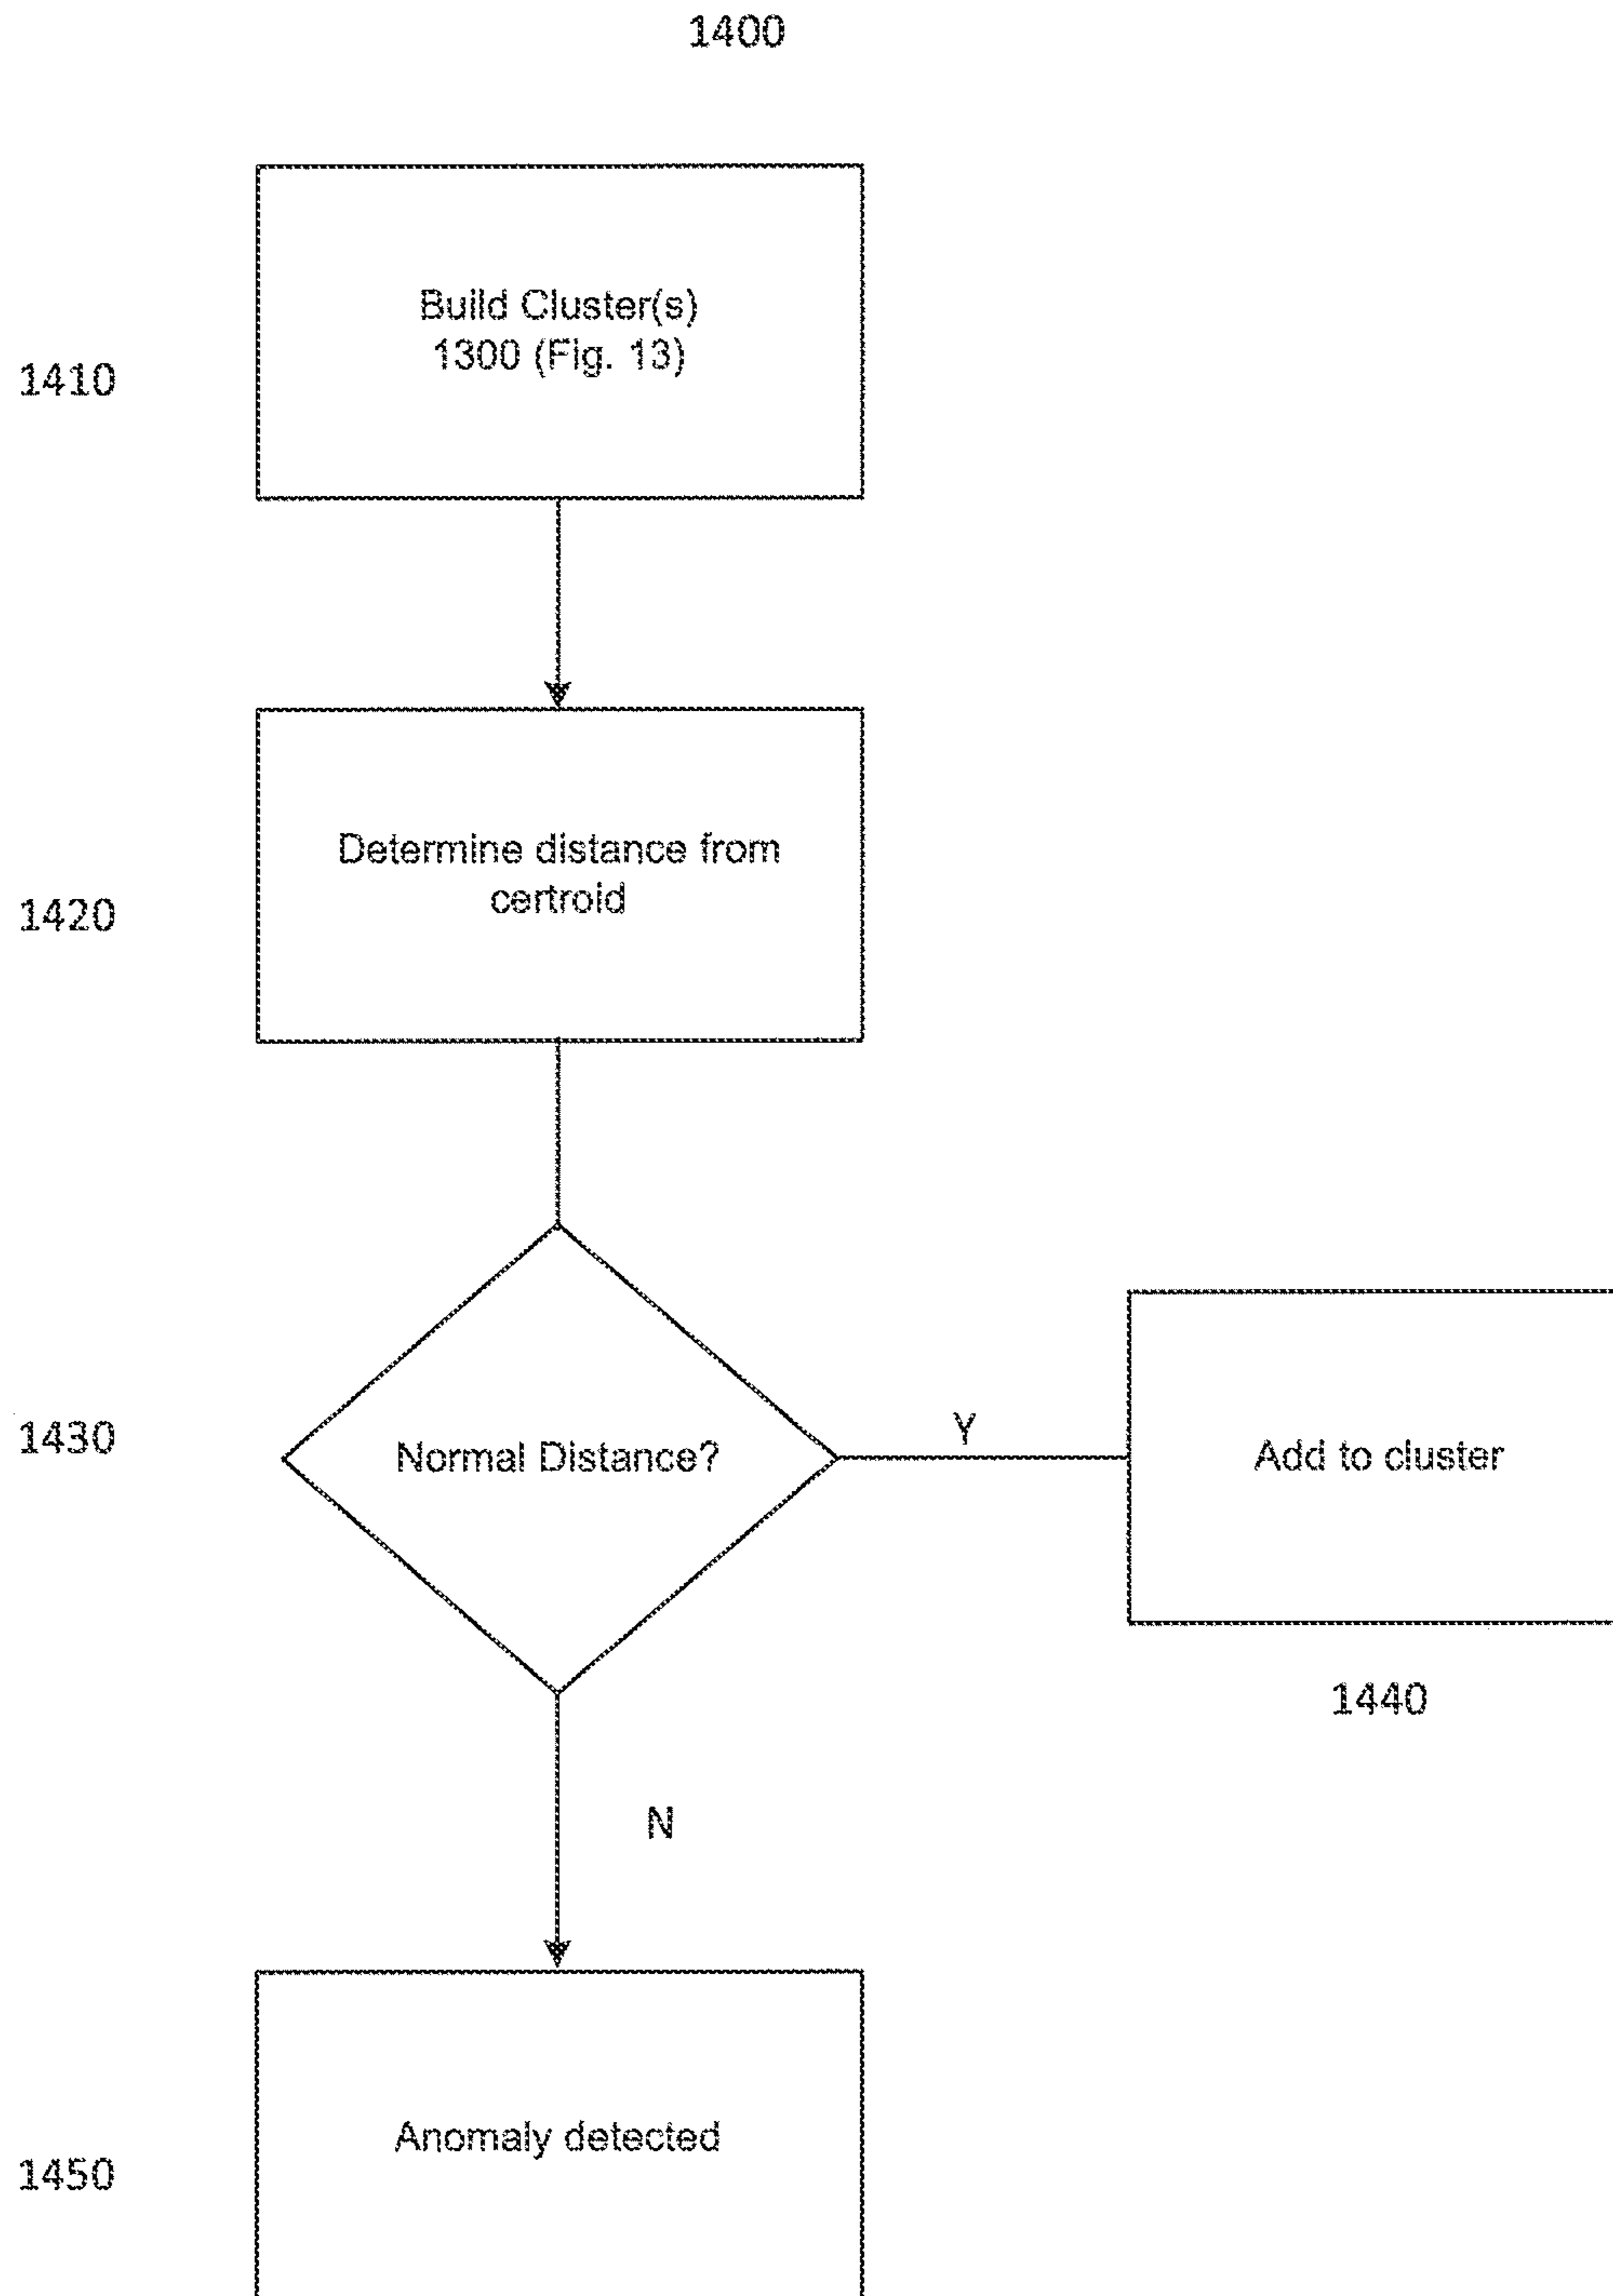 1400
Build Cluster(s)
1300 (Fig. 13)
1410
Determine distance from
certroid
1420
1430
Normal Distance?
Y
Add to cluster
1440
N
Anomaly detected
1450